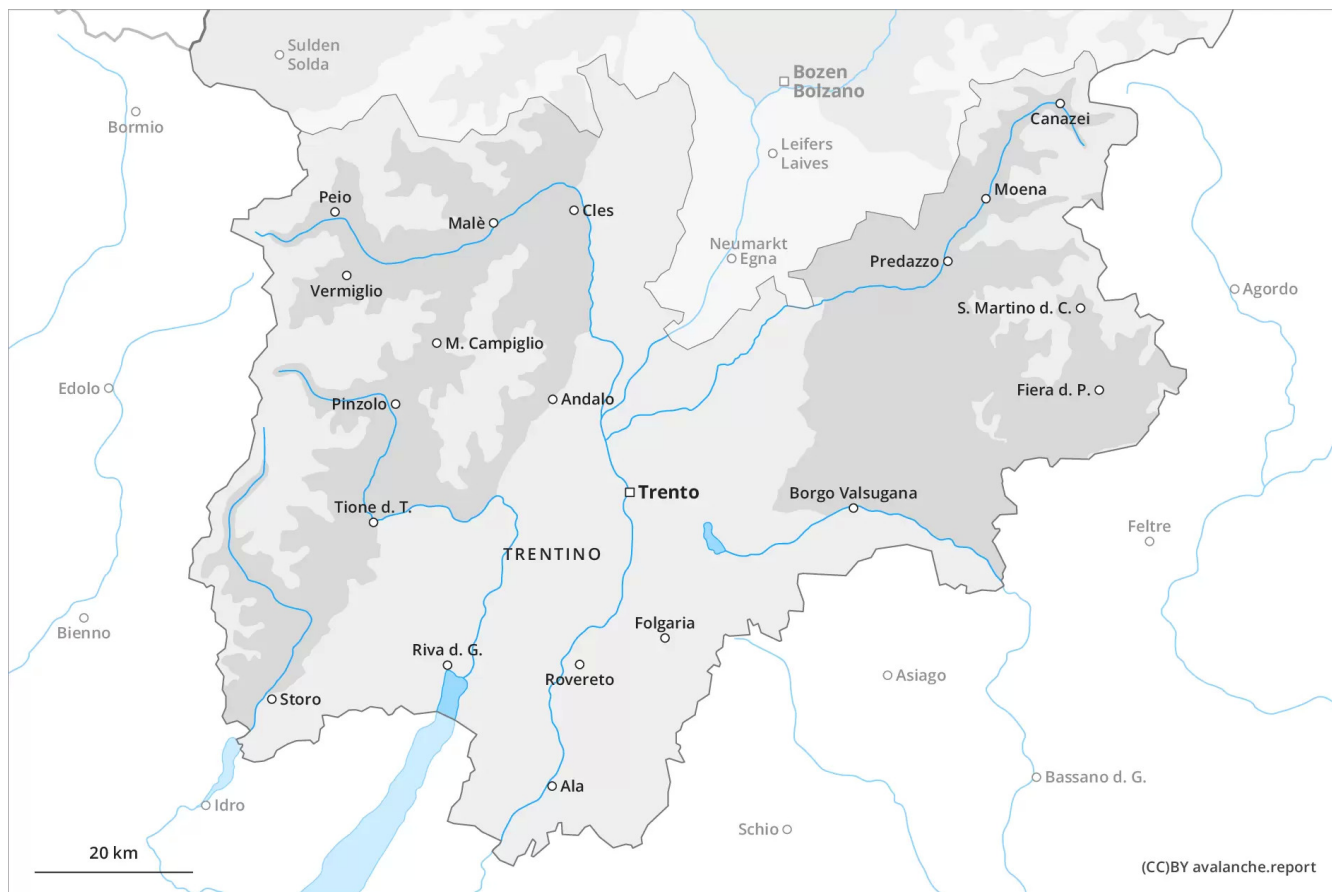 Sulden
Solda
Bozen
Bolzano
Bormio
Canazei
Leifers
Laives
Peio
Moena
Malè
Cles
Neumarkt
Egna
Predazzo
Vermiglio
Agordo
S. Martino d. C.
M. Campiglio
Edolo
Fiera d. P.
Pinzolo
Andalo
Trento
Borgo Valsugana
Tione d. T.
Feltre
TRENTINO
Bienno
Folgaria
Riva d. G.
Rovereto
Asiago
Storo
Bassano d. G.
Ala
Idro
Schio
20 km
(CC)BY avalanche.report